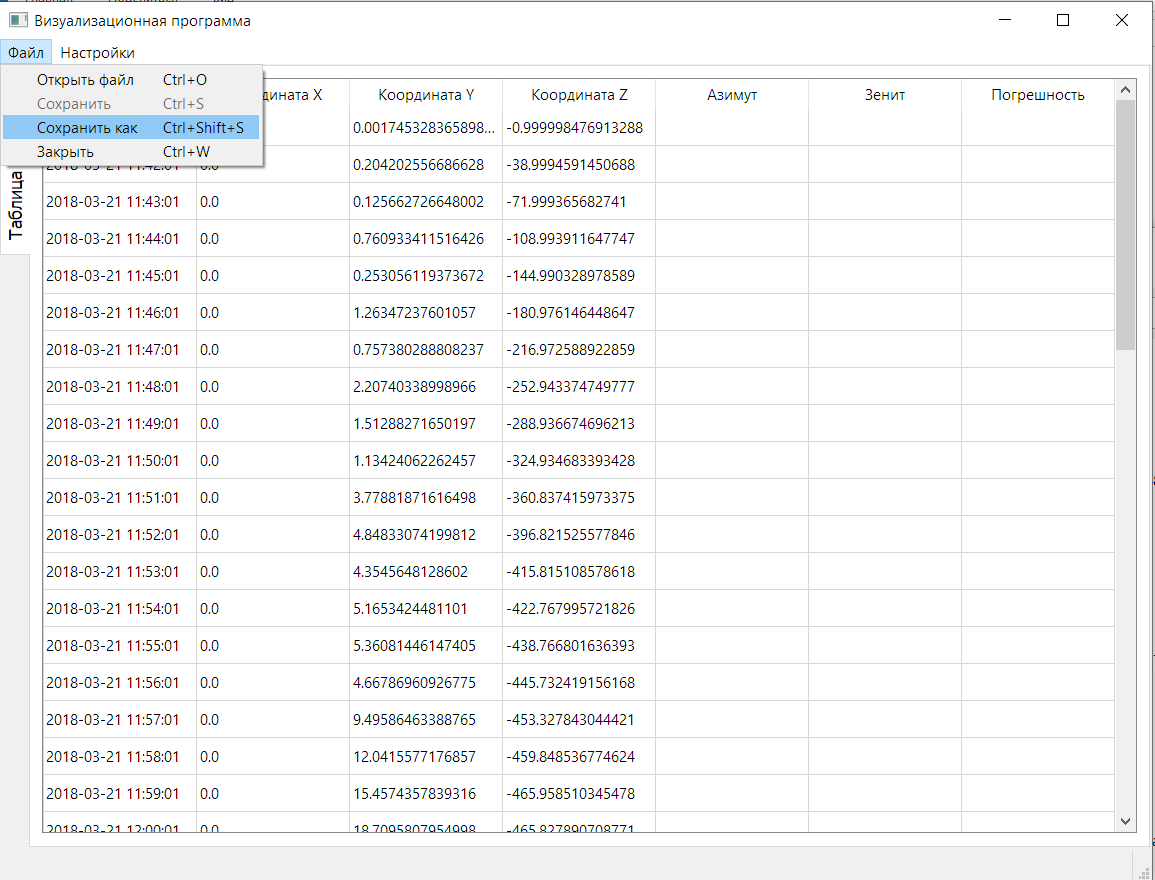 Визуализационная программа
Файл Настройки
Открыть файл Ctrl+O
Сохранить Ctrl+S
Сохранить как Ctrl+Shift+S
Закрыть Ctrl+W
Таблица
дината X Координата Y Координата Z Азимут Зенит Погрешность
0.001745328365898... -0.999998476913288
2018-03-21 11:42:01 0.0 0.204202556686628 -38.9994591450688
2018-03-21 11:43:01 0.0 0.125662726648002 -71.999365682741
2018-03-21 11:44:01 0.0 0.760933411516426 -108.993911647747
2018-03-21 11:45:01 0.0 0.253056119373672 -144.990328978589
2018-03-21 11:46:01 0.0 1.26347237601057 -180.976146448647
2018-03-21 11:47:01 0.0 0.757380288808237 -216.972588922859
2018-03-21 11:48:01 0.0 2.20740338998966 -252.943374749777
2018-03-21 11:49:01 0.0 1.51288271650197 -288.936674696213
2018-03-21 11:50:01 0.0 1.13424062262457 -324.934683393428
2018-03-21 11:51:01 0.0 3.77881871616498 -360.837415973375
2018-03-21 11:52:01 0.0 4.84833074199812 -396.821525577846
2018-03-21 11:53:01 0.0 4.3545648128602 -415.815108578618
2018-03-21 11:54:01 0.0 5.1653424481101 -422.767995721826
2018-03-21 11:55:01 0.0 5.36081446147405 -438.766801636393
2018-03-21 11:56:01 0.0 4.66786960926775 -445.732419156168
2018-03-21 11:57:01 0.0 9.49586463388765 -453.327843044421
2018-03-21 11:58:01 0.0 12.0415577176857 -459.848536774624
2018-03-21 11:59:01 0.0 15.4574357839316 -465.958510345478
2018-03-21 12:00:01 0.0 18.7095807954998 -465.827890708771